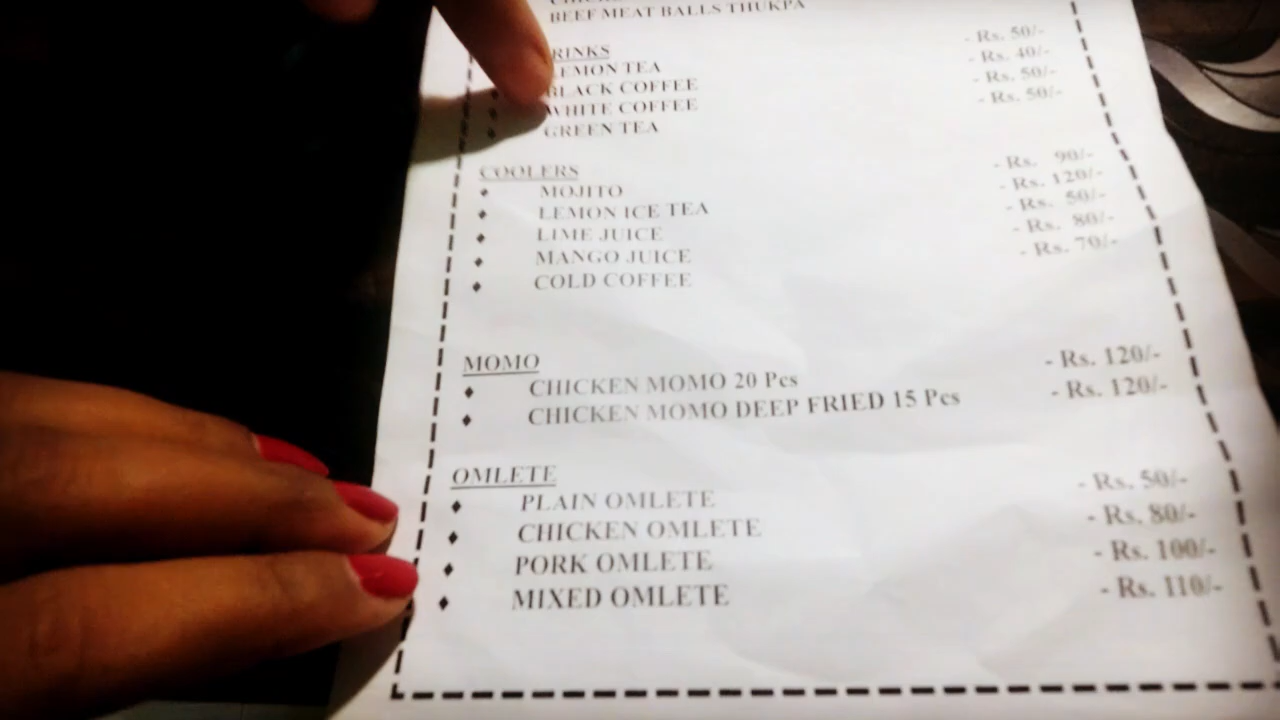 BEEF MEAT BALLS THUKPA
RINKS
LEMON TEA - Rs. 50/-
BLACK COFFEE - Rs. 40/-
WHITE COFFEE - Rs. 50/-
GREEN TEA - Rs. 50/-
COOLERS
MOJITO - Rs. 90/-
LEMON ICE TEA - Rs. 120/-
LIME JUICE - Rs. 50/-
MANGO JUICE - Rs. 80/-
COLD COFFEE - Rs. 70/-
MOMO
CHICKEN MOMO 20 Pcs - Rs. 120/-
CHICKEN MOMO DEEP FRIED 15 Pcs - Rs. 120/-
OMLETE
PLAIN OMLETE - Rs. 50/-
CHICKEN OMLETE - Rs. 80/-
PORK OMLETE - Rs. 100/-
MIXED OMLETE - Rs. 110/-